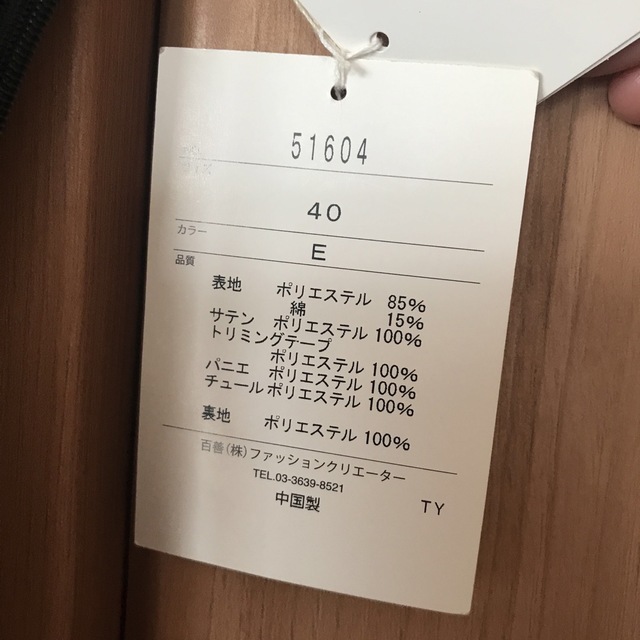 No. 51604
サイズ
40
カラー
E
品質
表地 ポリエステル 85%
綿 15%
サテン ポリエステル 100%
トリミングテープ
ポリエステル 100%
パニエ ポリエステル 100%
チュール ポリエステル 100%
裏地 ポリエステル 100%
百善(株)ファッションクリエーター
TEL.03-3639-8521
中国製
TY